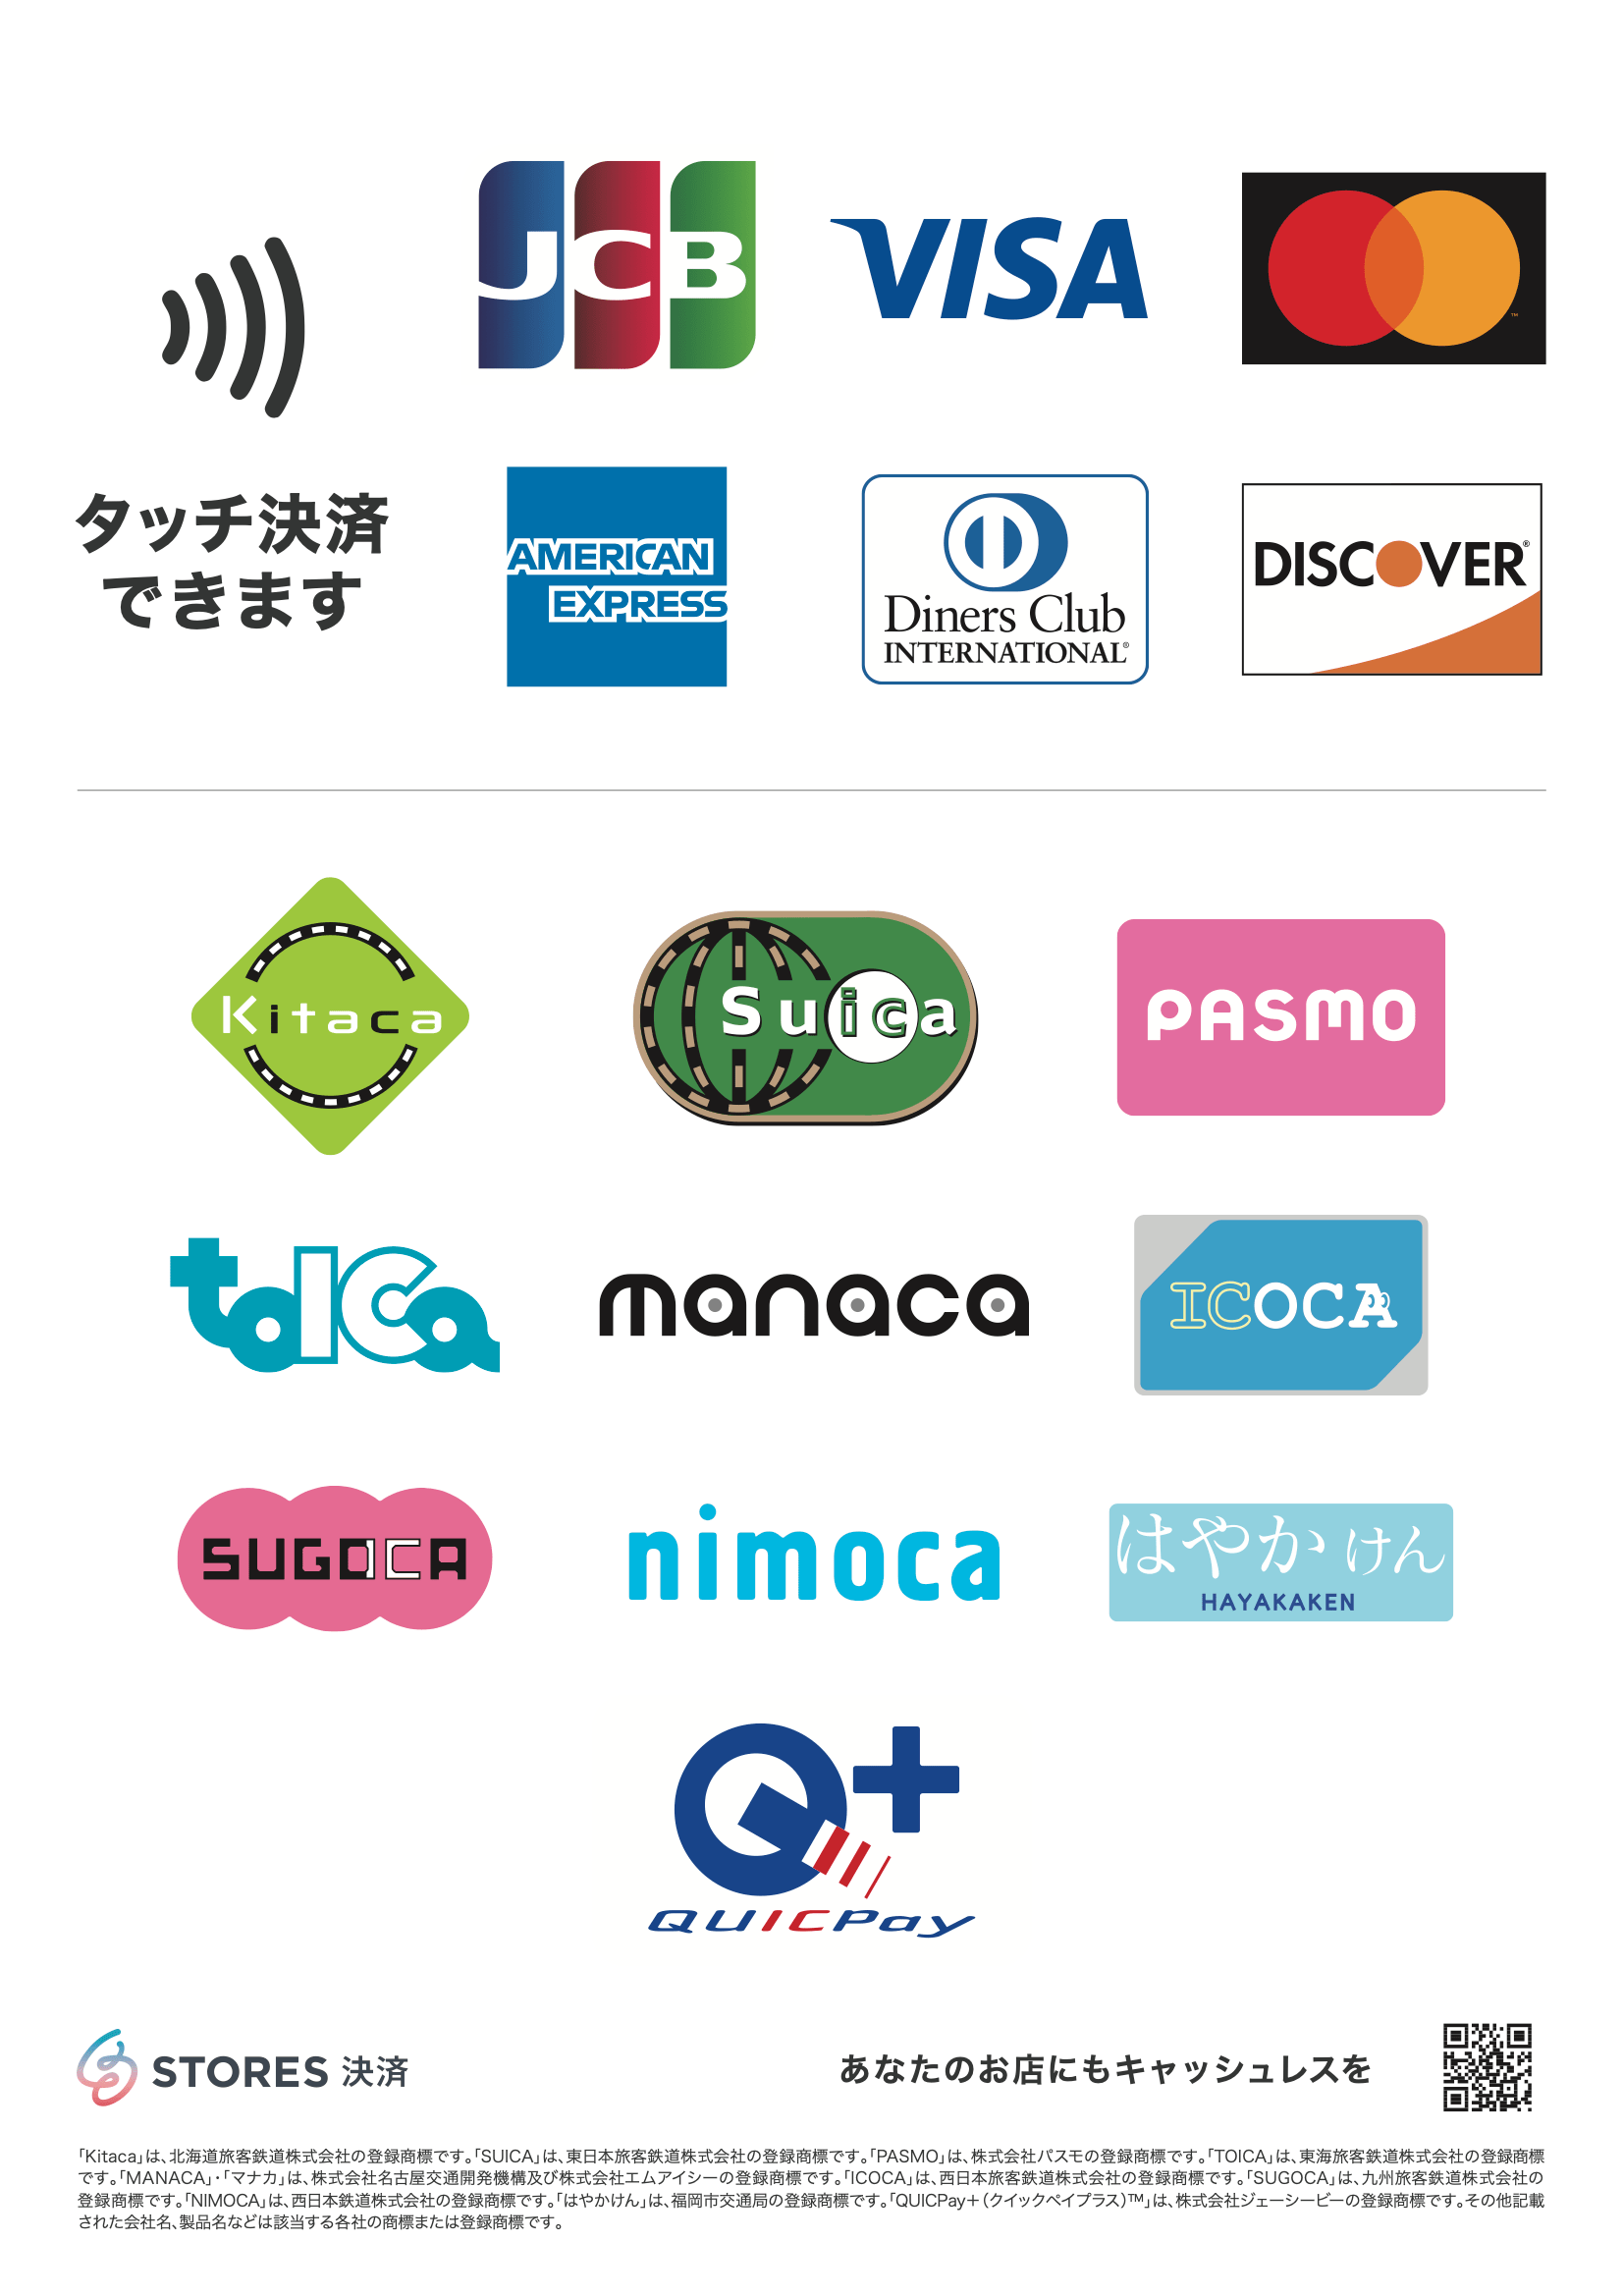 JCB
VISA
タッチ決済
できます
AMERICAN
EXPRESS
Diners Club
INTERNATIONAL®
DISCOVER®
Kitaca
Suica
PASMO
TOICA
manaca
ICOCA
SUGOCA
nimoca
はやかけん
HAYAKAKEN
Q+
QUICPay
STORES 決済
あなたのお店にもキャッシュレスを
「Kitaca」は、北海道旅客鉄道株式会社の登録商標です。「SUICA」は、東日本旅客鉄道株式会社の登録商標です。「PASMO」は、株式会社パスモの登録商標です。「TOICA」は、東海旅客鉄道株式会社の登録商標
です。「MANACA」・「マナカ」は、株式会社名古屋交通開発機構及び株式会社エムアイシーの登録商標です。「ICOCA」は、西日本旅客鉄道株式会社の登録商標です。「SUGOCA」は、九州旅客鉄道株式会社の
登録商標です。「NIMOCA」は、西日本鉄道株式会社の登録商標です。「はやかけん」は、福岡市交通局の登録商標です。「QUICPay+（クイックペイプラス）™」は、株式会社ジェーシービーの登録商標です。その他記載
された会社名、製品名などは該当する各社の商標または登録商標です。